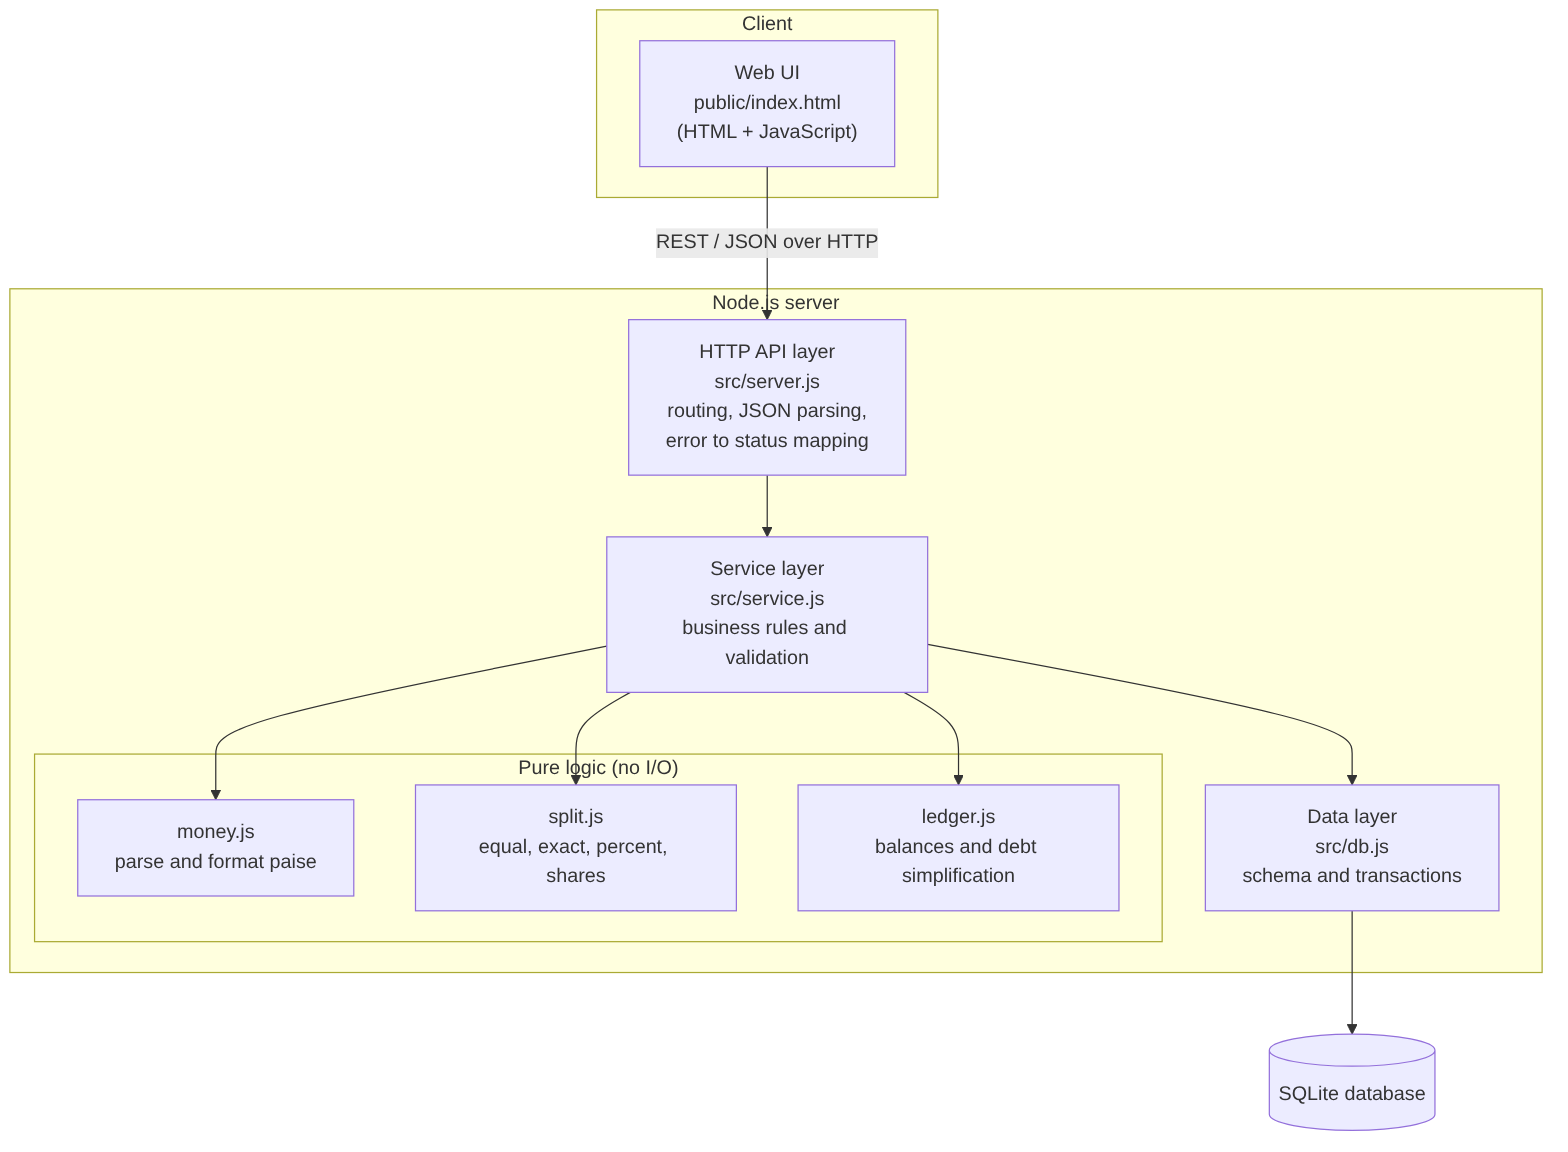 Client
Web UI
public/index.html
(HTML + JavaScript)
REST / JSON over HTTP
Node.js server
HTTP API layer
src/server.js
routing, JSON parsing,
error to status mapping
Service layer
src/service.js
business rules and
validation
Pure logic (no I/O)
money.js
parse and format paise
split.js
equal, exact, percent,
shares
ledger.js
balances and debt
simplification
Data layer
src/db.js
schema and transactions
SQLite database